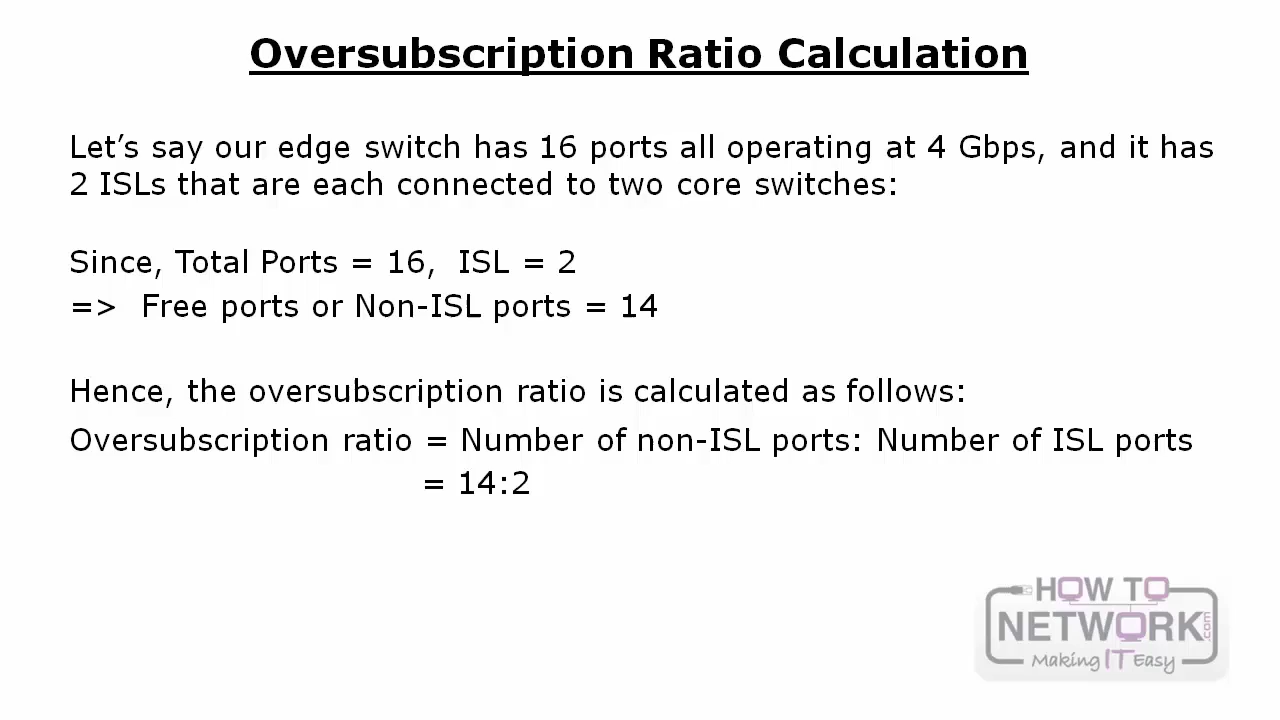 Oversubscription Ratio Calculation
Let’s say our edge switch has 16 ports all operating at 4 Gbps, and it has
2 ISLs that are each connected to two core switches:
Since, Total Ports = 16,  ISL = 2
=>  Free ports or Non-ISL ports = 14
Hence, the oversubscription ratio is calculated as follows:
Oversubscription ratio = Number of non-ISL ports: Number of ISL ports
= 14:2
HOW TO
NETWORK.com
Making IT Easy